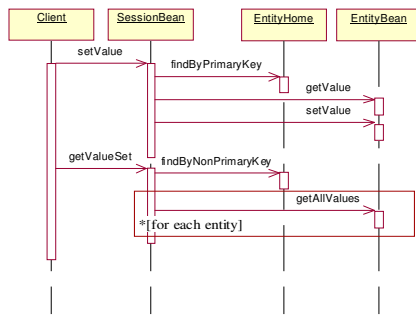 Client SessionBean EntityHome EntityBean
setValue
findByPrimaryKey
getValue
setValue
getValueSet findByNonPrimaryKey
getAllValues
*[for each entity]